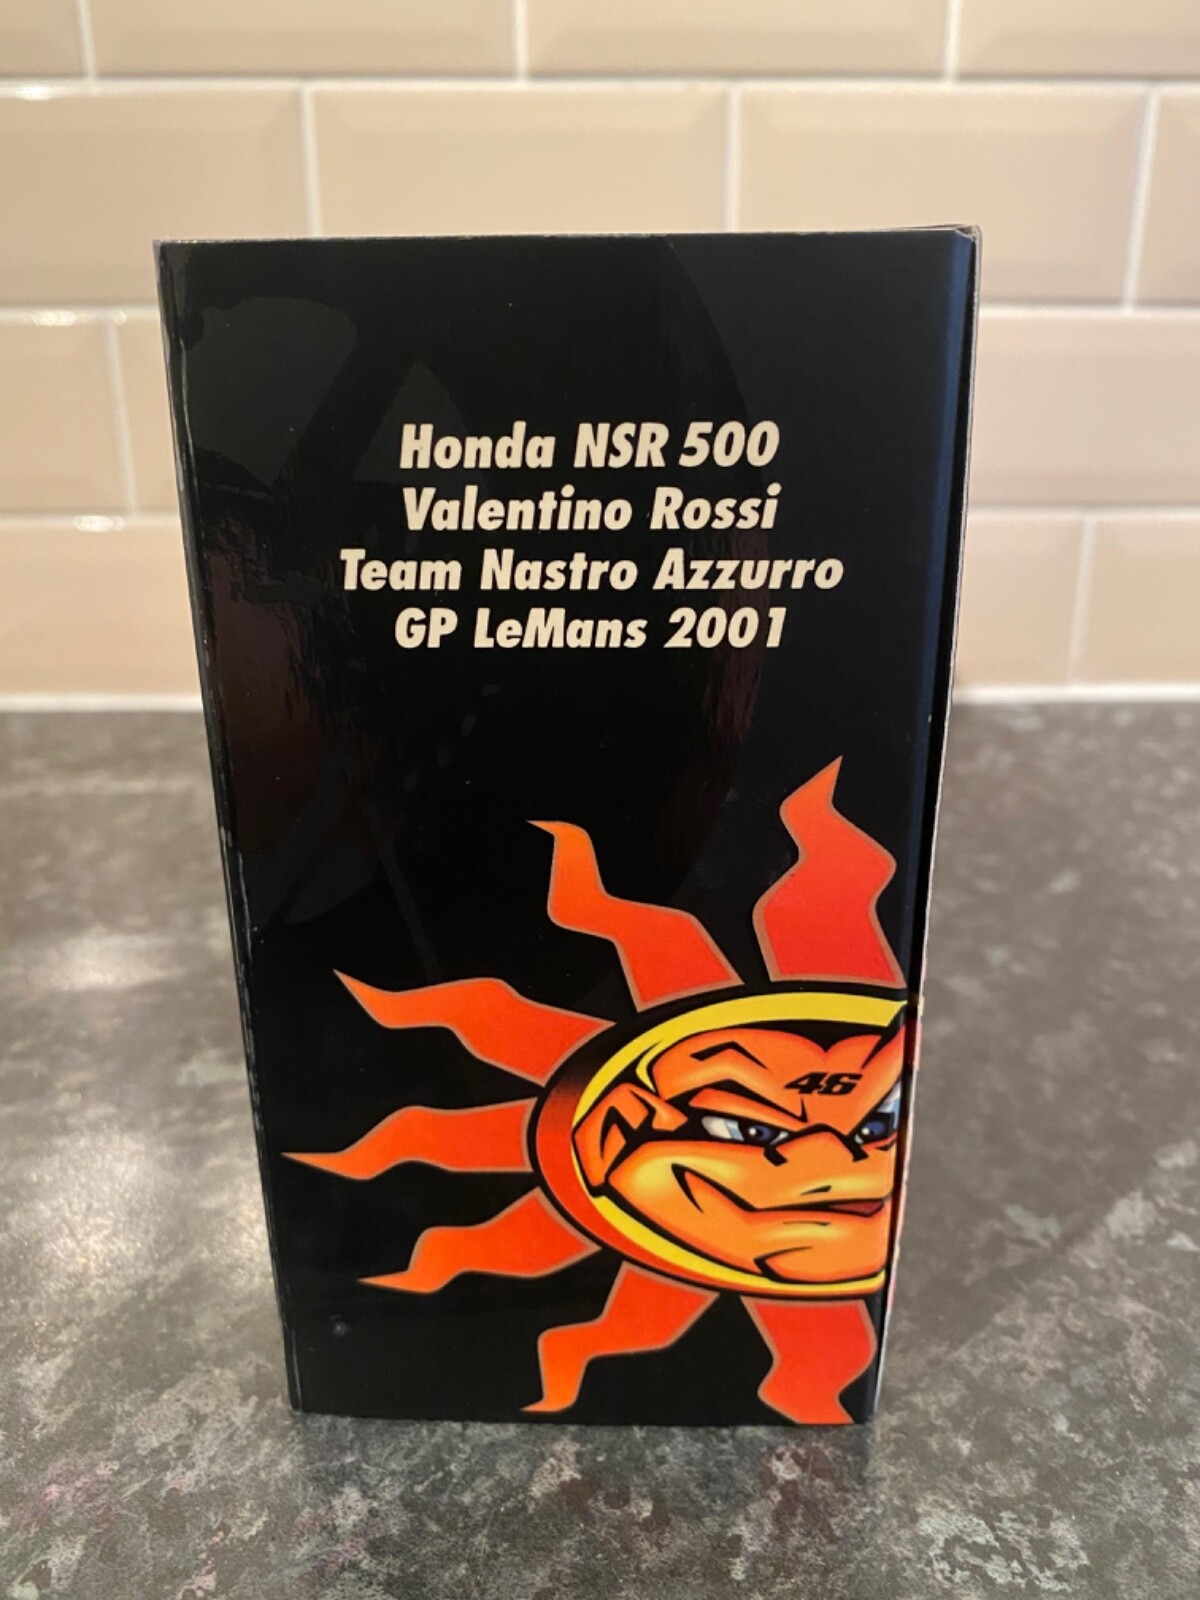 Honda NSR 500
Valentino Rossi
Team Nastro Azzurro
GP LeMans 2001
46